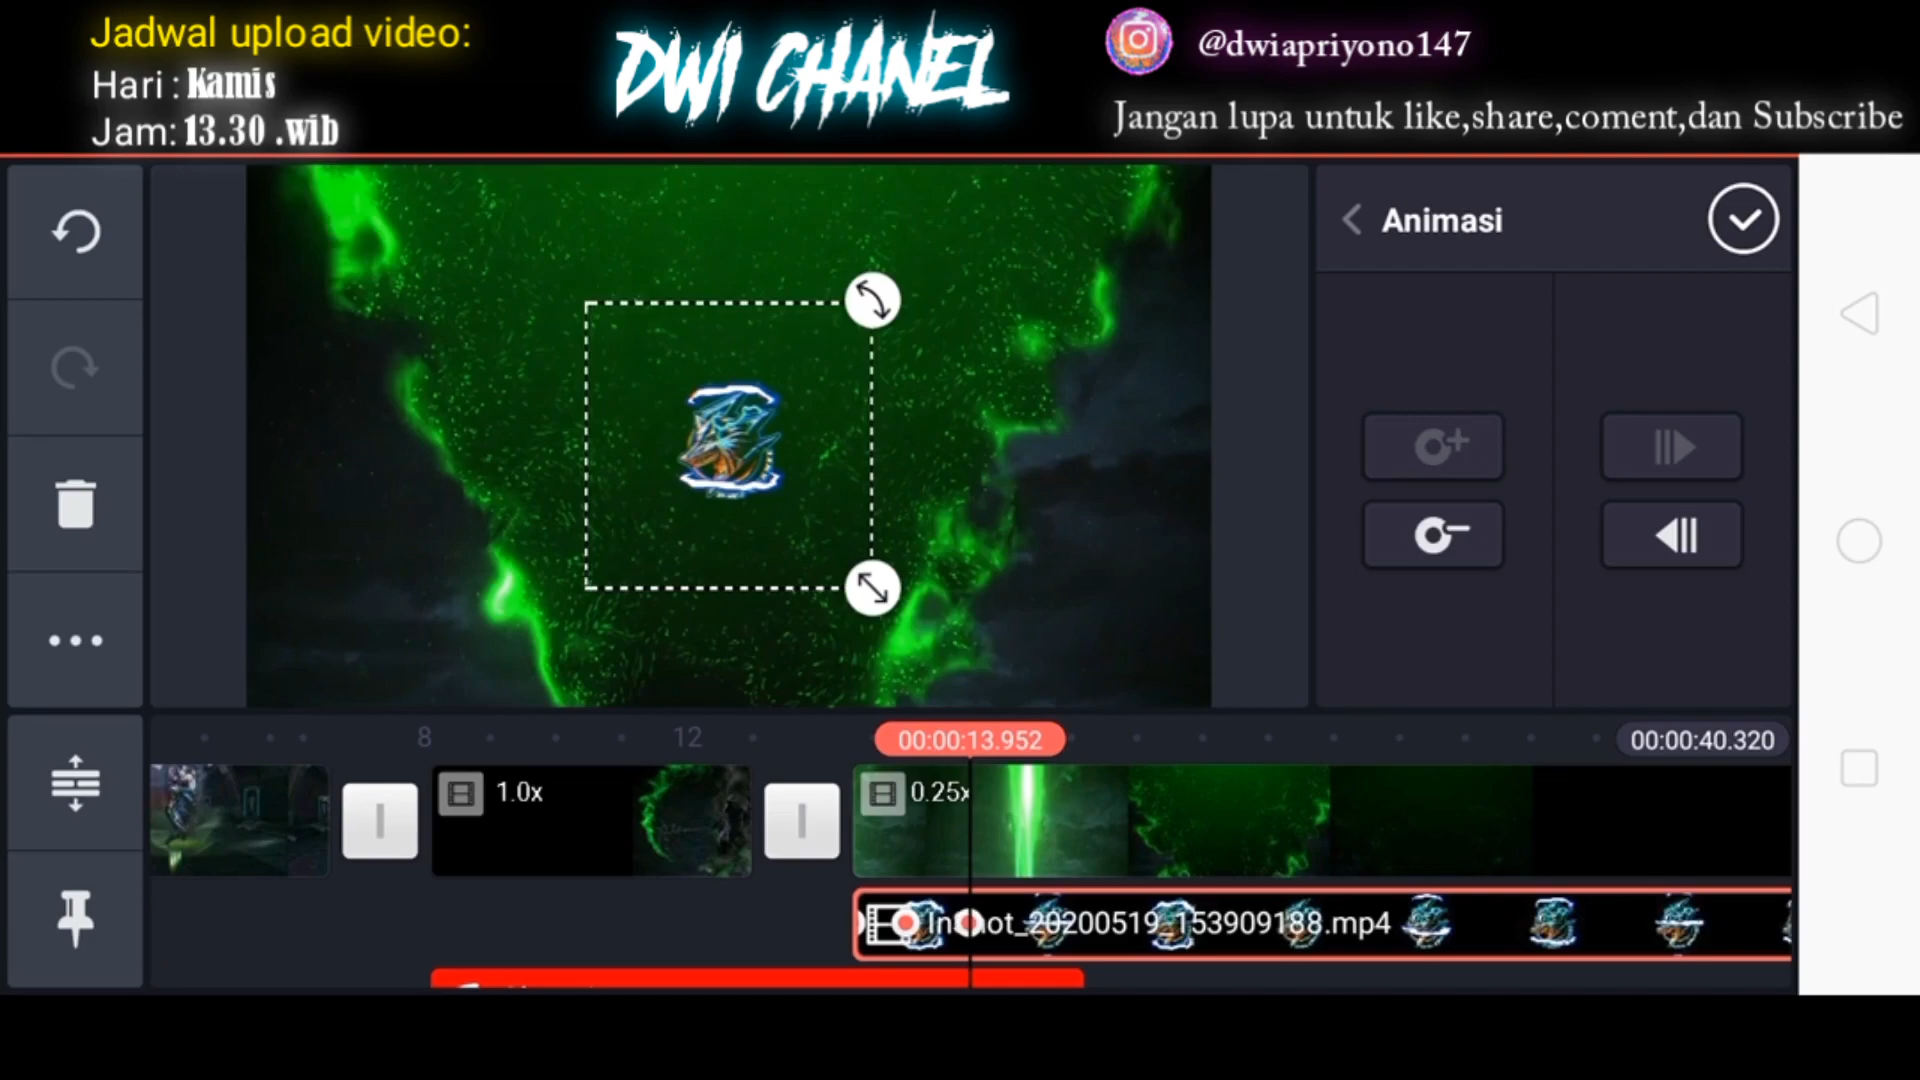 Jadwal upload video:
Hari : Kamis
Jam: 13.30 .wib
DWI CHANEL
@dwiapriyono147
Jangan lupa untuk like,share,coment,dan Subscribe
Animasi
8
12
00:00:13.952
00:00:40.320
1.0x
0.25x
InShot_20200519_153909188.mp4